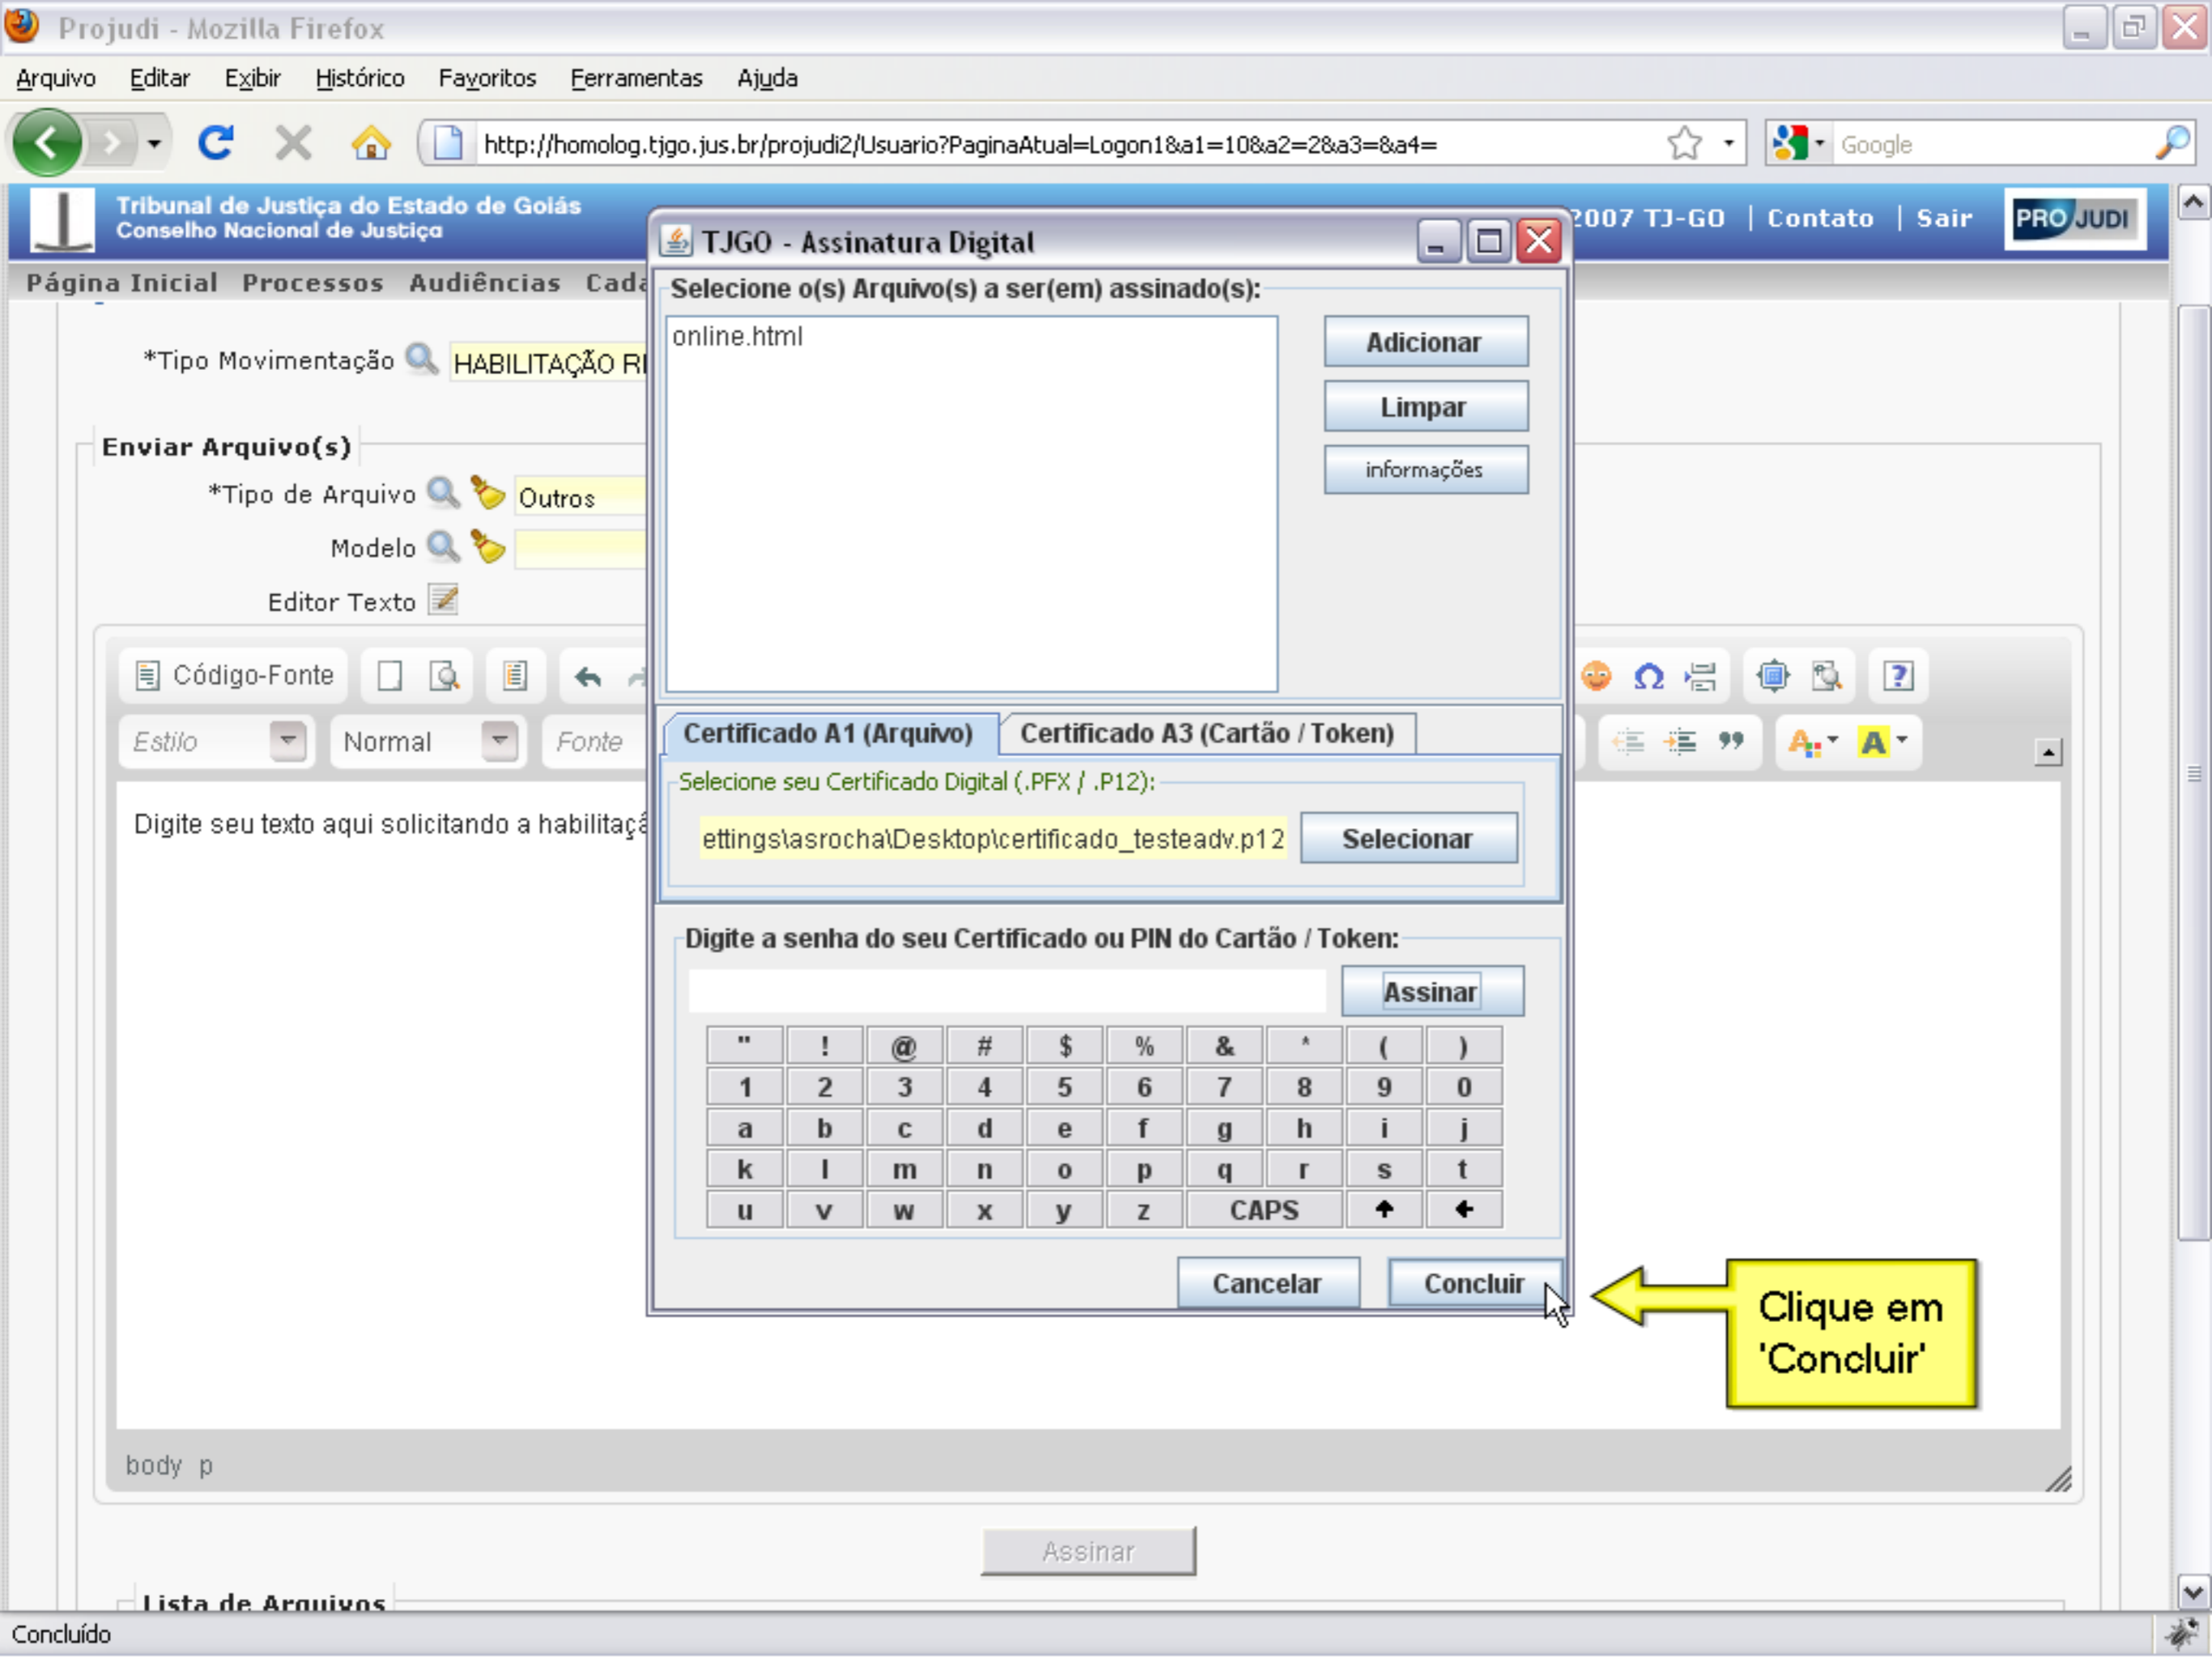 Projudi - Mozilla Firefox
Arquivo Editar Exibir Histórico Favoritos Ferramentas Ajuda
http://homolog.tjgo.jus.br/projudi2/Usuario?PaginaAtual=Logon1&a1=10&a2=2&a3=&a4=
Google
Tribunal de Justiça do Estado de Goiás
Conselho Nacional de Justiça
2007 TJ-GO | Contato | Sair
PROJUDI
Página Inicial Processos Audiências
*Tipo Movimentação HABILITAÇÃO
Enviar Arquivo(s)
*Tipo de Arquivo Outros
Modelo
Editor Texto
Código-Fonte
Estilo Normal Fonte
Digite seu texto aqui solicitando a
body p
Assinar
Lista de Arquivos
Concluído
TJGO - Assinatura Digital
Selecione o(s) Arquivo(s) a ser(em) assinado(s):
online.html
Adicionar
Limpar
informações
Certificado A1 (Arquivo) Certificado A3 (Cartão / Token)
Selecione seu Certificado Digital (.PFX / .P12):
ettings\asrocha\Desktop\certificado_testeadv.p12 Selecionar
Digite a senha do seu Certificado ou PIN do Cartão / Token:
Assinar
" ! @ # $ % & * ( )
1 2 3 4 5 6 7 8 9 0
a b c d e f g h i j
k l m n o p q r s t
u v w x y z CAPS
Cancelar Concluir
Clique em
'Concluir'